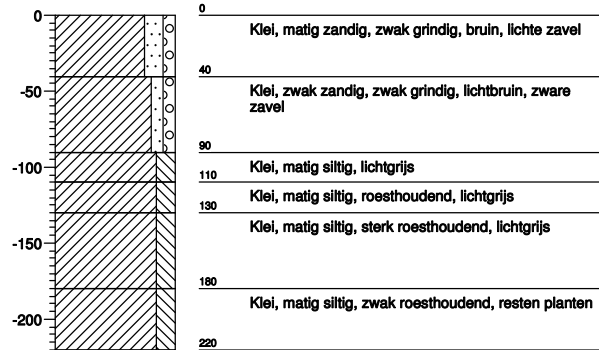 0
0
Klei, matig zandig, zwak grindig, bruin, lichte zavel
40
-50
Klei, zwak zandig, zwak grindig, lichtbruin, zware
zavel
90
-100
Klei, matig siltig, lichtgrijs
110
Klei, matig siltig, roesthoudend, lichtgrijs
130
Klei, matig siltig, sterk roesthoudend, lichtgrijs
-150
180
Klei, matig siltig, zwak roesthoudend, resten planten
-200
220